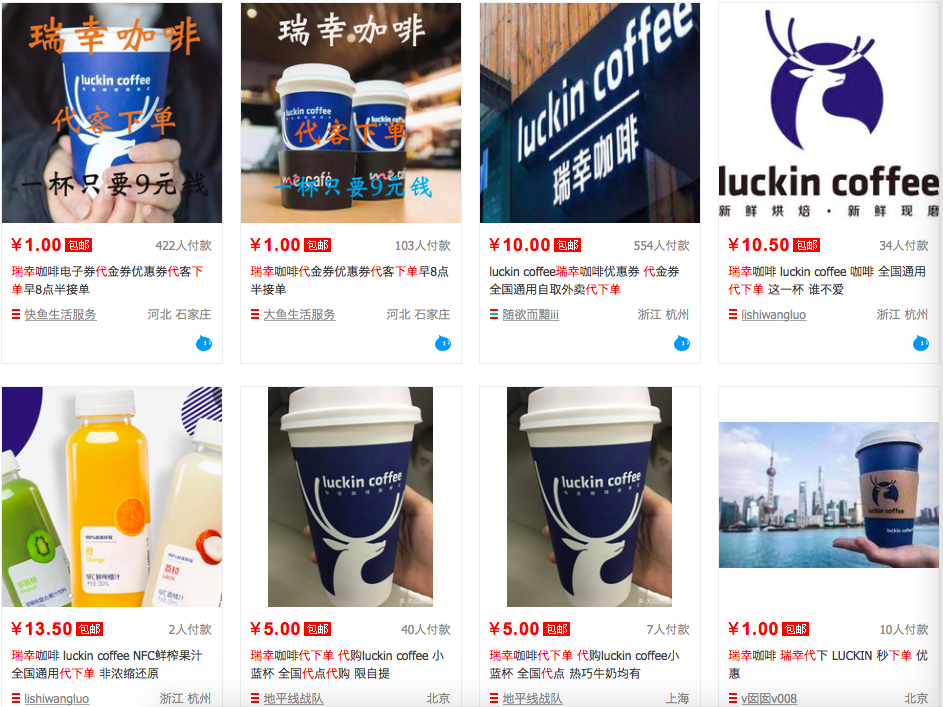 瑞幸咖啡
luckin coffee
代客下单
一杯只要9元钱
¥1.00 包邮 422人付款
瑞幸咖啡电子券代金券优惠券代客下
单早8点半接单
快鱼生活服务 河北 石家庄
瑞幸咖啡
luckin coffee
luckin coffee
代客下单
me café
一杯只要9元钱
¥1.00 包邮 103人付款
瑞幸咖啡代金券优惠券代客下单早8点
半接单
大鱼生活服务 河北 石家庄
luckin coffee
瑞幸咖啡
¥10.00 包邮 554人付款
luckin coffee瑞幸咖啡优惠券 代金券
全国通用自取外卖代下单
随欲而黯iii 浙江 杭州
luckin coffee
新鲜烘焙·新鲜现磨
¥10.50 包邮 34人付款
瑞幸咖啡 luckin coffee 咖啡 全国通用
代下单 这一杯 谁不爱
lishiwangluo 浙江 杭州
橙
Orange
NFC鲜榨橙汁
荔枝
¥13.50 包邮 2人付款
瑞幸咖啡 luckin coffee NFC鲜榨果汁
全国通用代下单 非浓缩还原
lishiwangluo 浙江 杭州
luckin coffee
¥5.00 包邮 40人付款
瑞幸咖啡代下单 代购luckin coffee 小
蓝杯 全国代点代购 限自提
地平线战队 北京
luckin coffee
¥5.00 包邮 7人付款
瑞幸咖啡代下单 代购luckin coffee小
蓝杯 全国代点 热巧牛奶均有
地平线战队 上海
luckin coffee
luckin coffee
¥1.00 包邮 10人付款
瑞幸咖啡 瑞幸代下 LUCKIN 秒下单 优
惠
v囡囡v008 北京